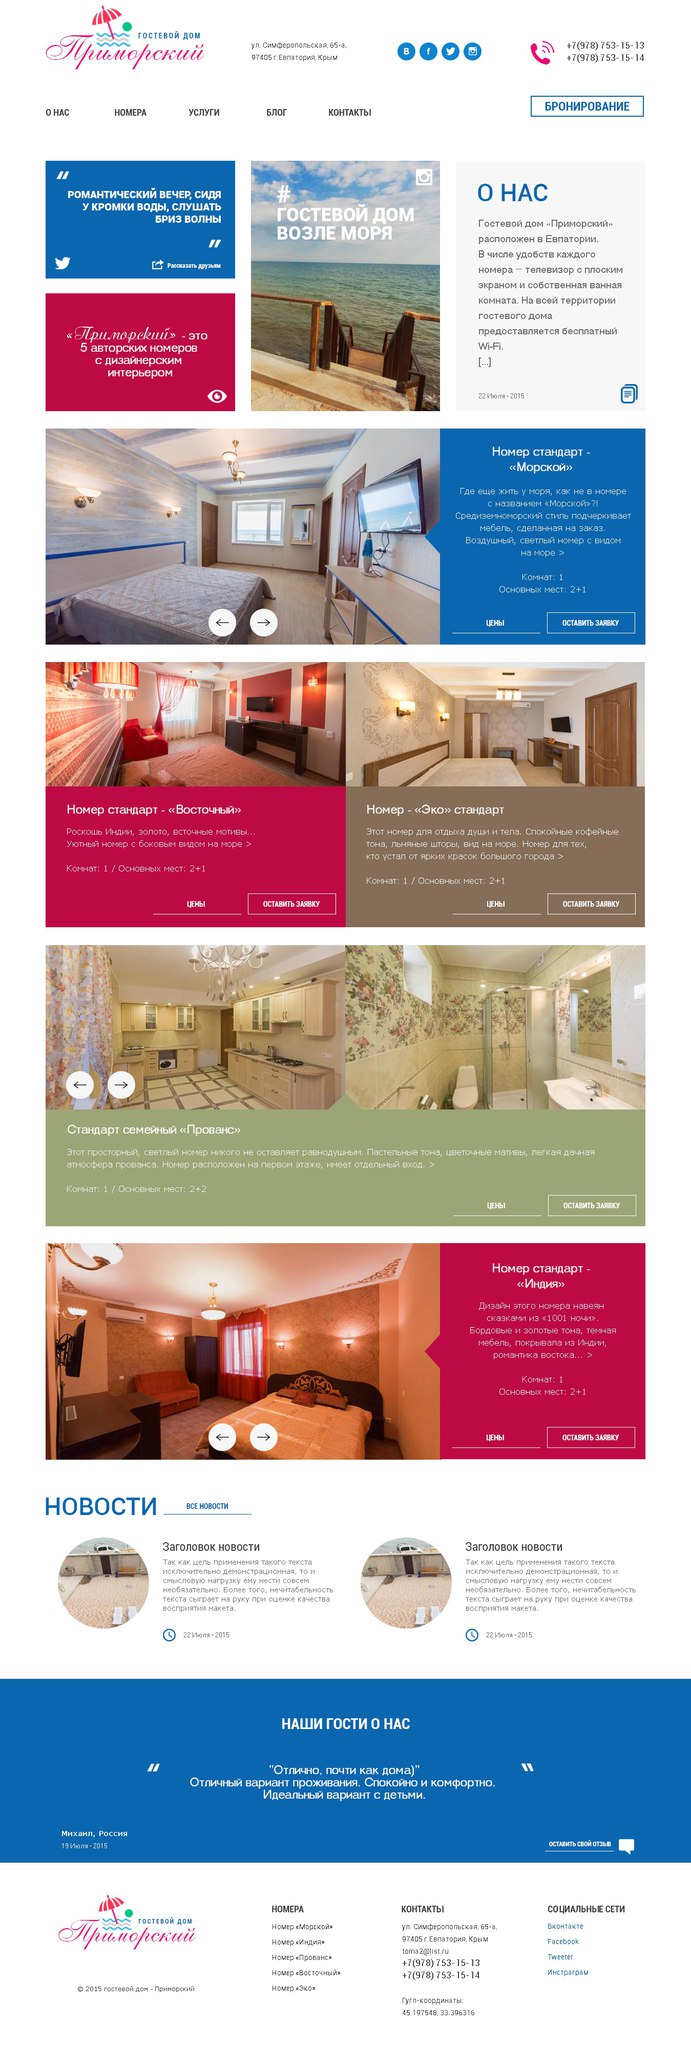 ГОСТЕВОЙ ДОМ
Приморский
ул. Симферопольская, 65-а,
97405 г.Евпатория, Крым
+7(978) 753-15-13
+7(978) 753-15-14
О НАС
НОМЕРА
УСЛУГИ
БЛОГ
КОНТАКТЫ
БРОНИРОВАНИЕ
РОМАНТИЧЕСКИЙ ВЕЧЕР, СИДЯ
У КРОМКИ ВОДЫ, СЛУШАТЬ
БРИЗ ВОЛНЫ
Рассказать друзьям
«Приморский» - это
5 авторских номеров
с дизайнерским
интерьером
#
ГОСТЕВОЙ ДОМ
ВОЗЛЕ МОРЯ
О НАС
Гостевой дом «Приморский»
расположен в Евпатории.
В числе удобств каждого
номера – телевизор с плоским
экраном и собственная ванная
комната. На всей территории
гостевого дома
предоставляется бесплатный
Wi-Fi.
[...]
22 Июля - 2015
Номер стандарт -
«Морской»
Где еще жить у моря, как не в номере
с названием «Морской»?!
Средиземноморский стиль подчеркивает
мебель, сделанная на заказ.
Воздушный, светлый номер с видом
на море >
Комнат: 1
Основных мест: 2+1
ЦЕНЫ
ОСТАВИТЬ ЗАЯВКУ
Номер стандарт - «Восточный»
Роскошь Индии, золото, всточные мотивы...
Уютный номер с боковым видом на море >
Комнат: 1 / Основных мест: 2+1
ЦЕНЫ
ОСТАВИТЬ ЗАЯВКУ
Номер - «Эко» стандарт
Этот номер для отдыха души и тела. Спокойные кофейные
тона, льняные шторы, вид на море. Номер для тех,
кто устал от ярких красок большого города >
Комнат: 1 / Основных мест: 2+1
ЦЕНЫ
ОСТАВИТЬ ЗАЯВКУ
Стандарт семейный «Прованс»
Этот просторный, светлый номер никого не оставляет равнодушным. Пастельные тона, цветочные мативы, легкая дачная
атмосфера прованса. Номер расположен на первом этаже, имеет отдельный вход. >
Комнат: 1 / Основных мест: 2+2
ЦЕНЫ
ОСТАВИТЬ ЗАЯВКУ
Номер стандарт -
«Индия»
Дизайн этого номера навеян
сказками из «1001 ночи».
Бордовые и золотые тона, темная
мебель, покрывала из Индии,
романтика востока... >
Комнат: 1
Основных мест: 2+1
ЦЕНЫ
ОСТАВИТЬ ЗАЯВКУ
НОВОСТИ
ВСЕ НОВОСТИ
Заголовок новости
Так как цель применения такого текста
исключительно демонстрационная, то и
смысловую нагрузку ему нести совсем
необязательно. Более того, нечитабельность
текста сыграет на руку при оценке качества
восприятия макета.
22 Июля - 2015
Заголовок новости
Так как цель применения такого текста
исключительно демонстрационная, то и
смысловую нагрузку ему нести совсем
необязательно. Более того, нечитабельность
текста сыграет на руку при оценке качества
восприятия макета.
22 Июля - 2015
НАШИ ГОСТИ О НАС
"Отлично, почти как дома)"
Отличный вариант проживания. Спокойно и комфортно.
Идеальный вариант с детьми.
Михаил, Россия
19 Июля - 2015
ОСТАВИТЬ СВОЙ ОТЗЫВ
ГОСТЕВОЙ ДОМ
Приморский
© 2015 гостевой дом - Приморский
НОМЕРА
Номер «Морской»
Номер «Индия»
Номер «Прованс»
Номер «Восточный»
Номер «Эко»
КОНТАКТЫ
ул. Симферопольская, 65-а,
97405 г.Евпатория, Крым
toma2@list.ru
+7(978) 753-15-13
+7(978) 753-15-14
Гугл-координаты:
45.197548, 33.396316
СОЦИАЛЬНЫЕ СЕТИ
Вконтакте
Facebook
Tweeter
Инстраграм